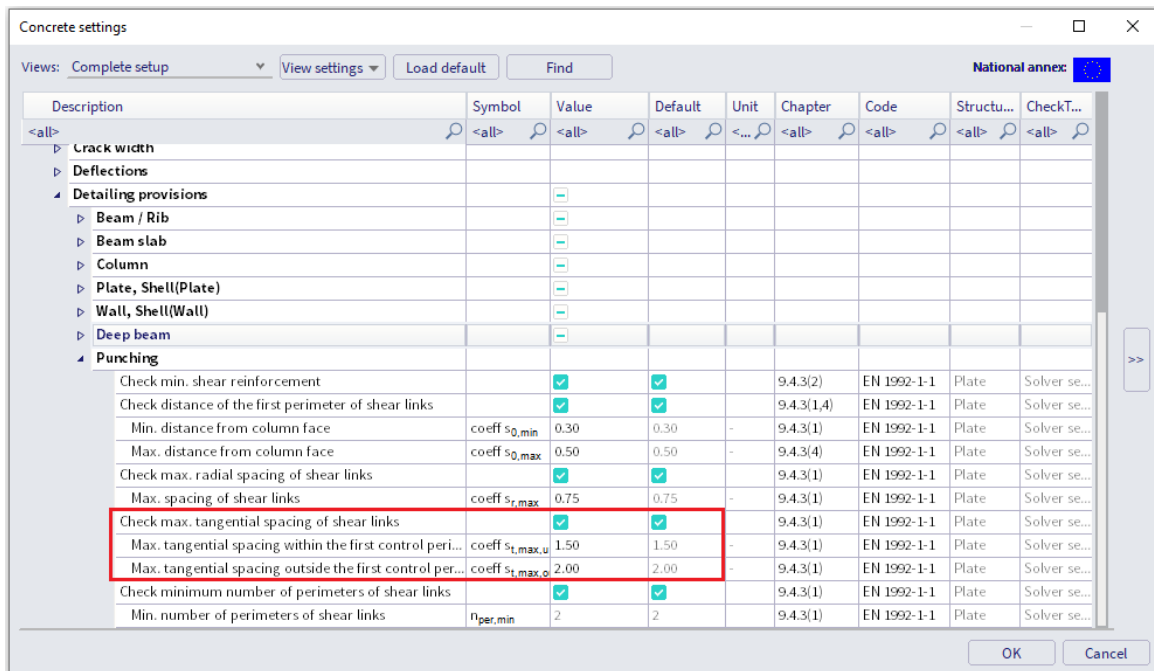 Concrete settings
Views: Complete setup View settings Load default Find National annex:
Description Symbol Value Default Unit Chapter Code Structu... CheckT...
<all> <all> <all> <all> <... <all> <all> <all> <all>
Crack width
Deflections
Detailing provisions
Beam / Rib
Beam slab
Column
Plate, Shell(Plate)
Wall, Shell(Wall)
Deep beam
>>
Punching
Check min. shear reinforcement 9.4.3(2) EN 1992-1-1 Plate Solver se...
Check distance of the first perimeter of shear links 9.4.3(1,4) EN 1992-1-1 Plate Solver se...
Min. distance from column face coeff s0,min 0.30 0.30 - 9.4.3(1) EN 1992-1-1 Plate Solver se...
Max. distance from column face coeff s0,max 0.50 0.50 - 9.4.3(4) EN 1992-1-1 Plate Solver se...
Check max. radial spacing of shear links 9.4.3(1) EN 1992-1-1 Plate Solver se...
Max. spacing of shear links coeff sr,max 0.75 0.75 - 9.4.3(1) EN 1992-1-1 Plate Solver se...
Check max. tangential spacing of shear links 9.4.3(1) EN 1992-1-1 Plate Solver se...
Max. tangential spacing within the first control peri... coeff st,max,u 1.50 1.50 - 9.4.3(1) EN 1992-1-1 Plate Solver se...
Max. tangential spacing outside the first control per... coeff st,max,o 2.00 2.00 - 9.4.3(1) EN 1992-1-1 Plate Solver se...
Check minimum number of perimeters of shear links 9.4.3(1) EN 1992-1-1 Plate Solver se...
Min. number of perimeters of shear links nper,min 2 2 9.4.3(1) EN 1992-1-1 Plate Solver se...
OK Cancel